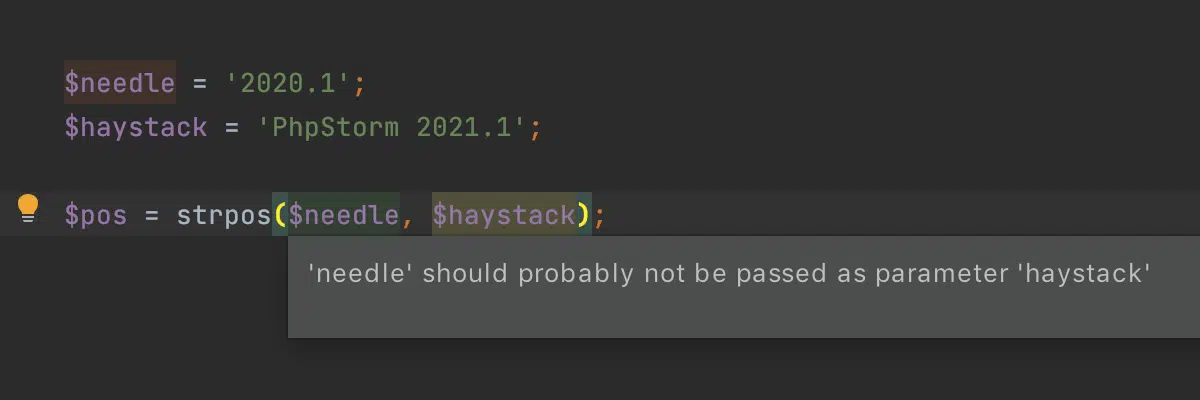 $needle = '2020.1';
$haystack = 'PhpStorm 2021.1';
$pos = strpos($needle, $haystack);
'needle' should probably not be passed as parameter 'haystack'